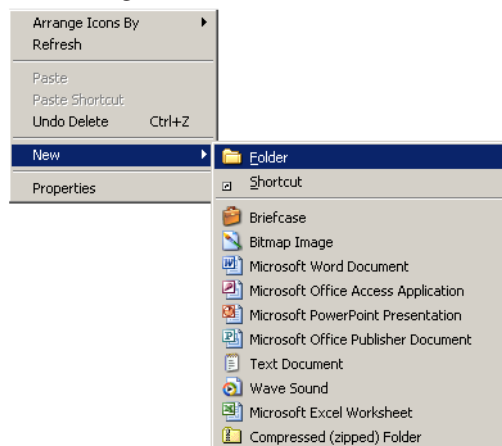 Arrange Icons By
Refresh
Paste
Paste Shortcut
Undo Delete Ctrl+Z
New
Properties
Folder
Shortcut
Briefcase
Bitmap Image
Microsoft Word Document
Microsoft Office Access Application
Microsoft PowerPoint Presentation
Microsoft Office Publisher Document
Text Document
Wave Sound
Microsoft Excel Worksheet
Compressed (zipped) Folder